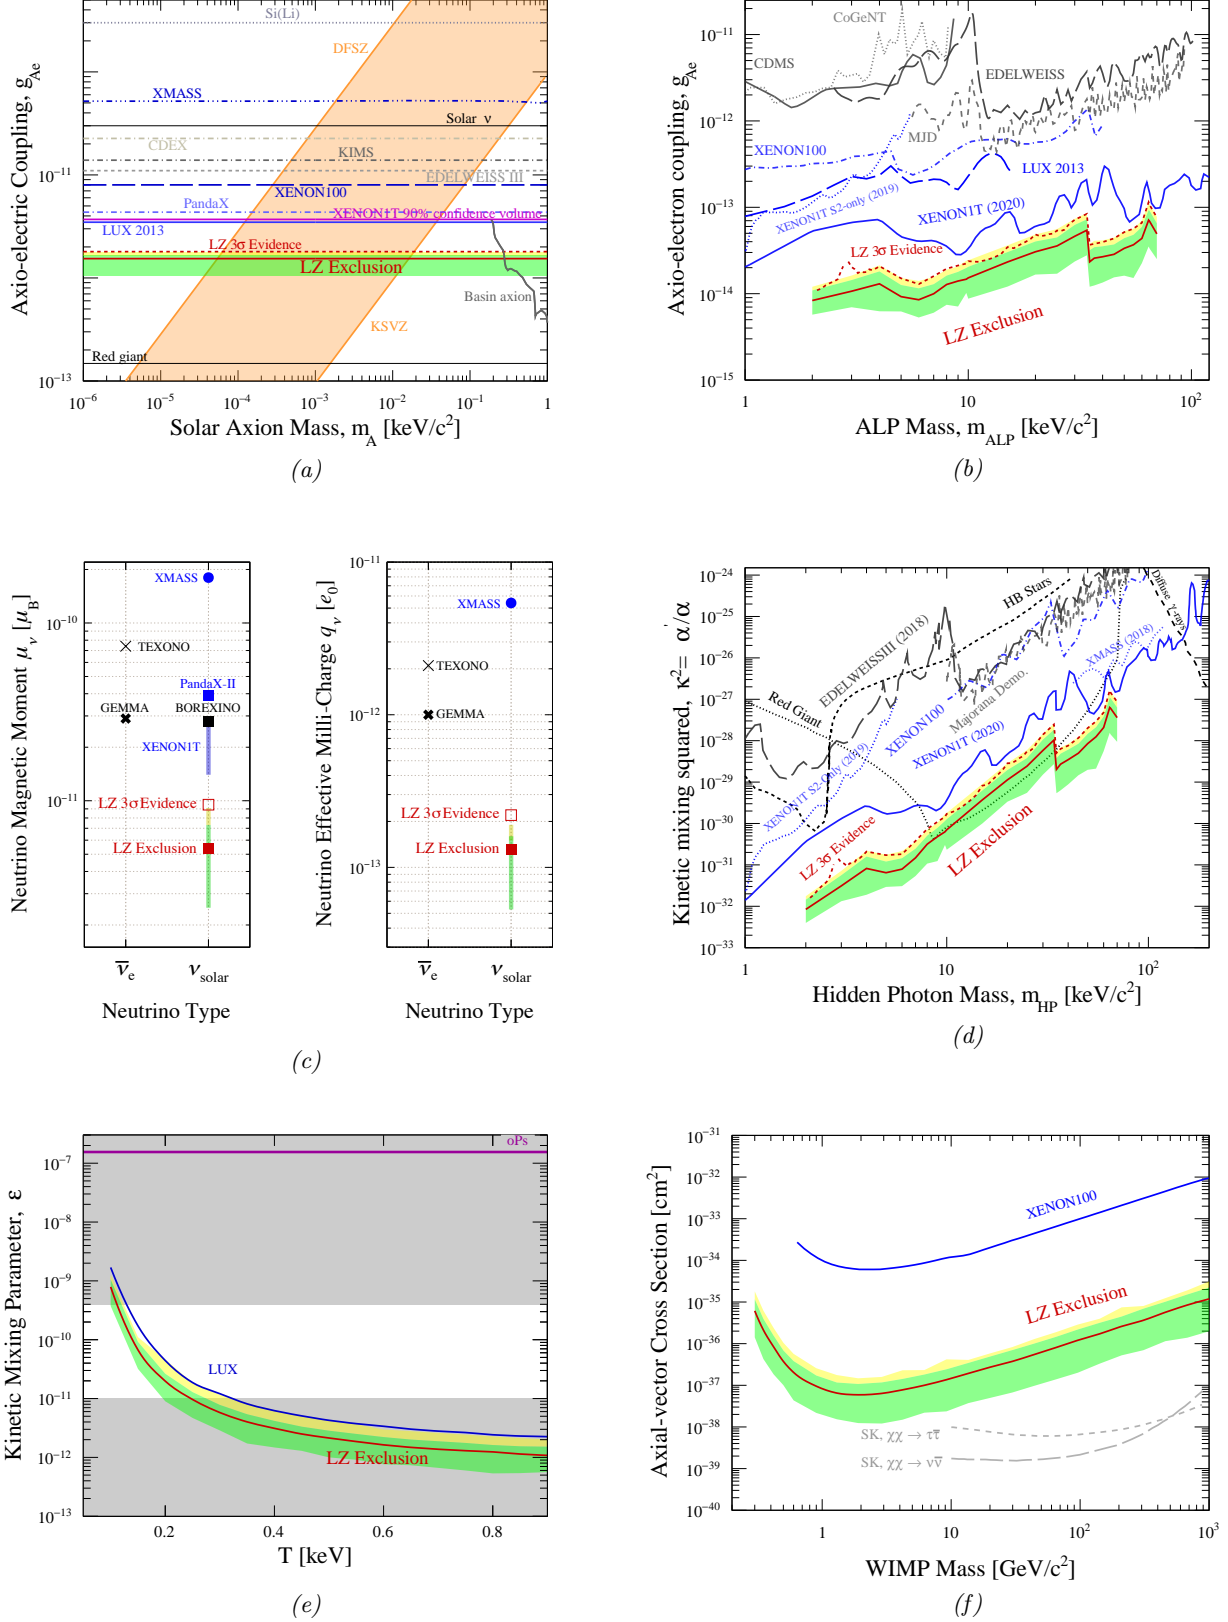 Axio-electric Coupling, g_Ae
10^-11
10^-13
Si(Li)
DFSZ
XMASS
Solar ν
CDEX
KIMS
EDELWEISS III
XENON100
PandaX
XENON1T 90% confidence volume
LUX 2013
LZ 3σ Evidence
LZ Exclusion
Basin axion
KSVZ
Red giant
10^-6 10^-5 10^-4 10^-3 10^-2 10^-1 1
Solar Axion Mass, m_A [keV/c^2]
(a)
Axio-electron coupling, g_Ae
10^-11
10^-12
10^-13
10^-14
10^-15
CoGeNT
CDMS
EDELWEISS
MJD
XENON100
LUX 2013
XENON1T S2-only (2019)
XENON1T (2020)
LZ 3σ Evidence
LZ Exclusion
1 10 10^2
ALP Mass, m_ALP [keV/c^2]
(b)
Neutrino Magnetic Moment μ_ν [μ_B]
10^-10
10^-11
XMASS
TEXONO
PandaX-II
GEMMA
BOREXINO
XENON1T
LZ 3σ Evidence
LZ Exclusion
ν̅_e ν_solar
Neutrino Type
Neutrino Effective Milli-Charge q_ν [e_0]
10^-11
10^-12
10^-13
XMASS
TEXONO
GEMMA
LZ 3σ Evidence
LZ Exclusion
ν̅_e ν_solar
Neutrino Type
(c)
Kinetic mixing squared, κ^2= α'/α
10^-24
10^-25
10^-26
10^-27
10^-28
10^-29
10^-30
10^-31
10^-32
10^-33
HB Stars
Diffuse γ-rays
EDELWEISSIII (2018)
XMASS (2018)
Red Giant
XENON100
Majorana Demo.
XENON1T (2020)
XENON1T S2-Only (2019)
LZ 3σ Evidence
LZ Exclusion
1 10 10^2
Hidden Photon Mass, m_HP [keV/c^2]
(d)
Kinetic Mixing Parameter, ε
10^-7
10^-8
10^-9
10^-10
10^-11
10^-12
10^-13
oPs
LUX
LZ Exclusion
0.2 0.4 0.6 0.8
T [keV]
(e)
Axial-vector Cross Section [cm^2]
10^-31
10^-32
10^-33
10^-34
10^-35
10^-36
10^-37
10^-38
10^-39
10^-40
XENON100
LZ Exclusion
SK, χχ → ττ̅
SK, χχ → νν̅
1 10 10^2 10^3
WIMP Mass [GeV/c^2]
(f)